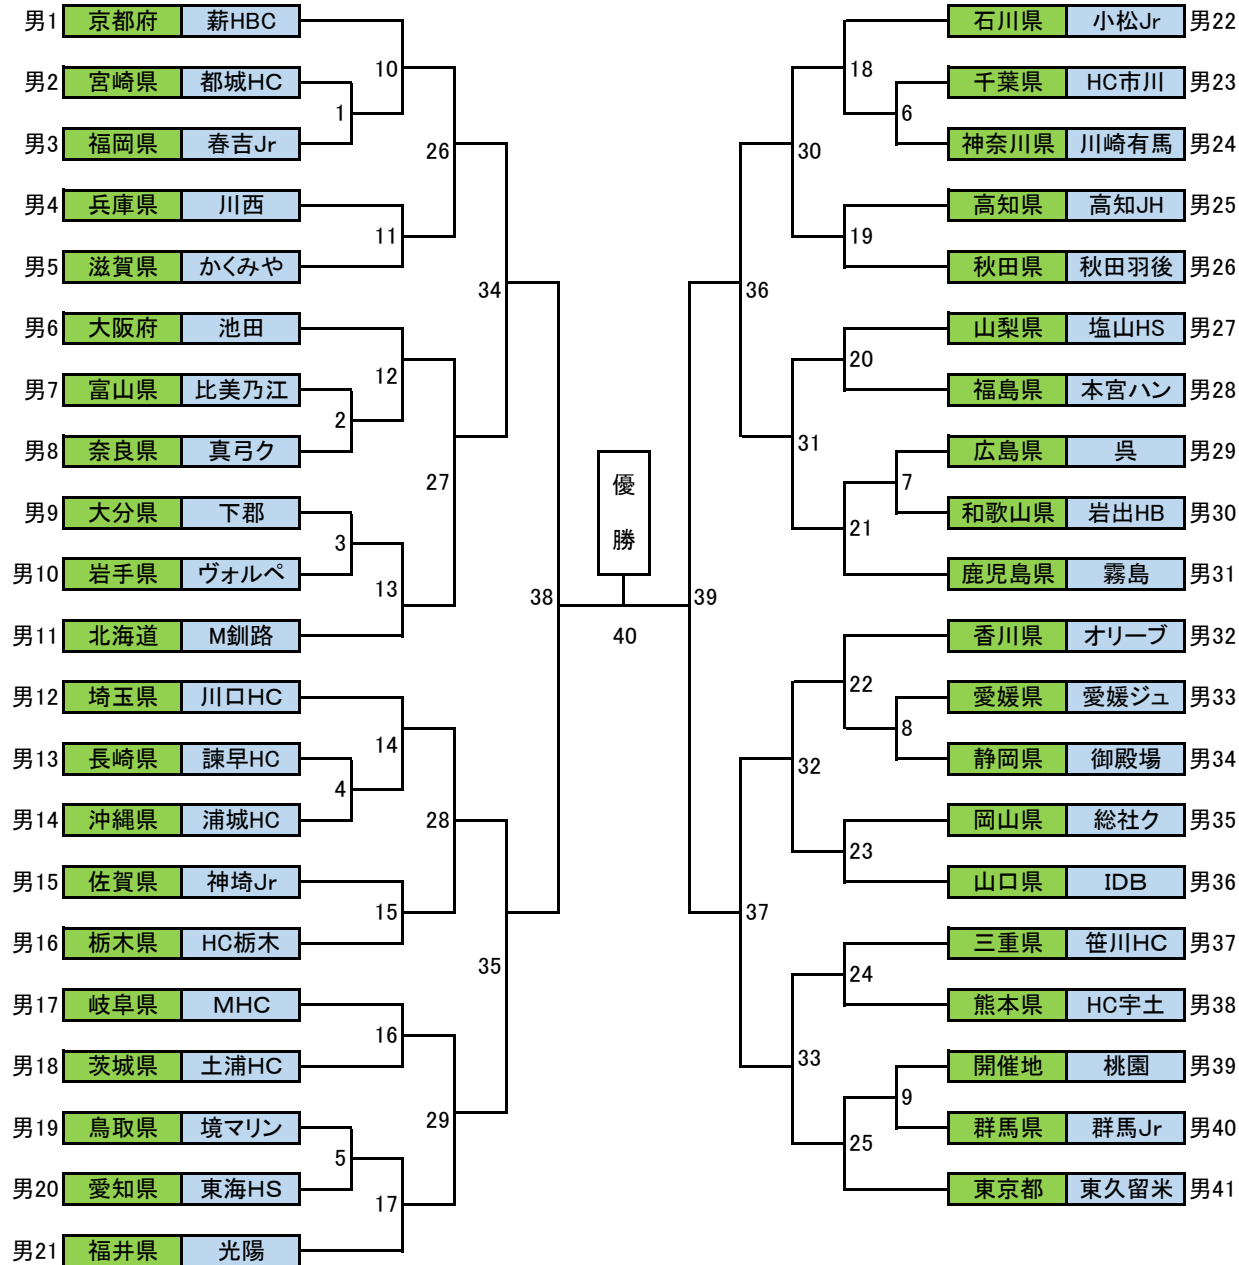 男1 京都府 薪HBC
男2 宮崎県 都城HC
男3 福岡県 春吉Jr
男4 兵庫県 川西
男5 滋賀県 かくみや
男6 大阪府 池田
男7 富山県 比美乃江
男8 奈良県 真弓ク
男9 大分県 下郡
男10 岩手県 ヴォルペ
男11 北海道 M釧路
男12 埼玉県 川口HC
男13 長崎県 諫早HC
男14 沖縄県 浦城HC
男15 佐賀県 神埼Jr
男16 栃木県 HC栃木
男17 岐阜県 MHC
男18 茨城県 土浦HC
男19 鳥取県 境マリン
男20 愛知県 東海HS
男21 福井県 光陽
1
2
3
4
5
10
11
12
13
14
15
16
17
26
27
28
29
34
35
38
優
勝
40
39
36
37
30
31
32
33
18
19
20
21
22
23
24
25
6
7
8
9
石川県 小松Jr 男22
千葉県 HC市川 男23
神奈川県 川崎有馬 男24
高知県 高知JH 男25
秋田県 秋田羽後 男26
山梨県 塩山HS 男27
福島県 本宮ハン 男28
広島県 呉 男29
和歌山県 岩出HB 男30
鹿児島県 霧島 男31
香川県 オリーブ 男32
愛媛県 愛媛ジュ 男33
静岡県 御殿場 男34
岡山県 総社ク 男35
山口県 IDB 男36
三重県 笹川HC 男37
熊本県 HC宇土 男38
開催地 桃園 男39
群馬県 群馬Jr 男40
東京都 東久留米 男41